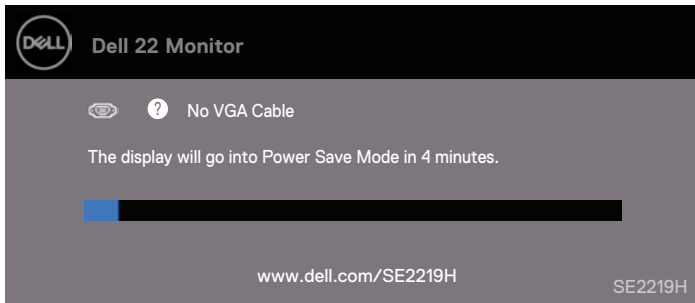 DELL
Dell 22 Monitor
? No VGA Cable
The display will go into Power Save Mode in 4 minutes.
www.dell.com/SE2219H
SE2219H